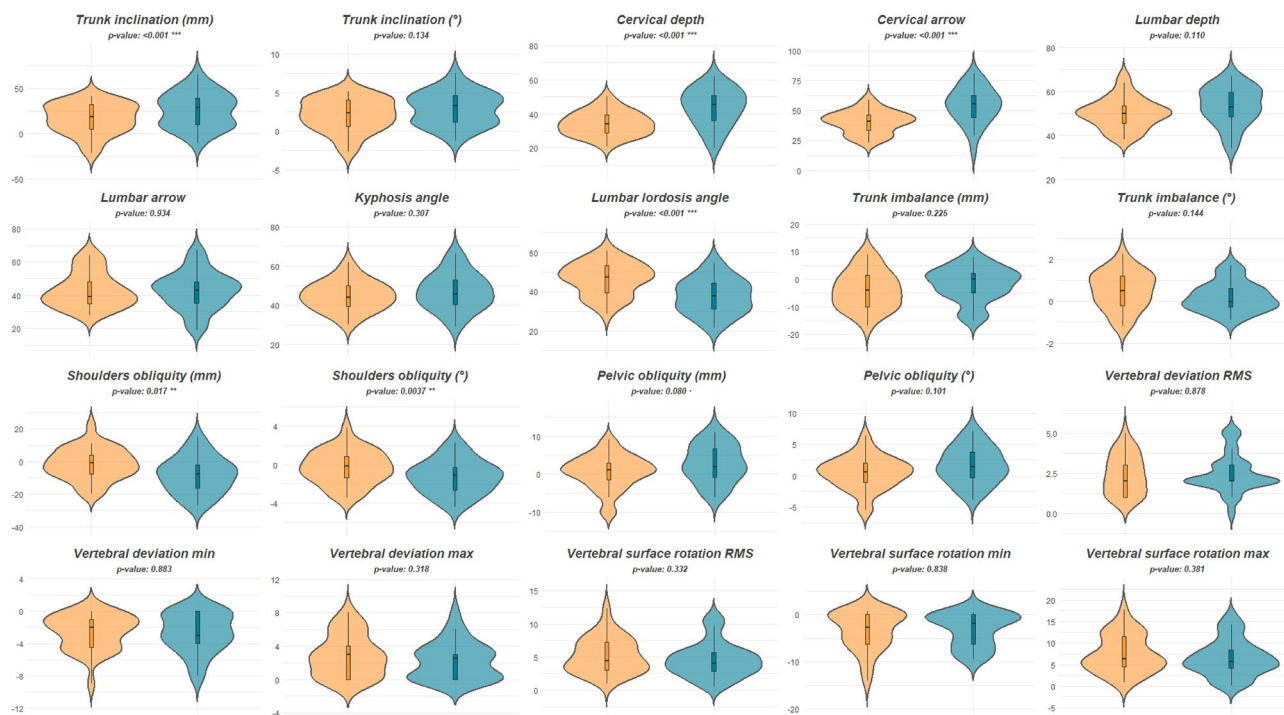 Trunk inclination (mm)
p-value: <0.001 ***
50
0
-50
Trunk inclination (°)
p-value: 0.134
10
5
0
-5
Cervical depth
p-value: <0.001 ***
80
60
40
20
Cervical arrow
p-value: <0.001 ***
100
75
50
25
0
Lumbar depth
p-value: 0.110
80
60
40
20
Lumbar arrow
p-value: 0.934
80
60
40
20
Kyphosis angle
p-value: 0.307
80
60
40
20
Lumbar lordosis angle
p-value: <0.001 ***
60
40
20
Trunk imbalance (mm)
p-value: 0.225
20
10
0
-10
-20
Trunk imbalance (°)
p-value: 0.144
2
0
-2
Shoulders obliquity (mm)
p-value: 0.017 **
20
0
-20
-40
Shoulders obliquity (°)
p-value: 0.0037 **
4
0
-4
Pelvic obliquity (mm)
p-value: 0.080 ·
10
0
-10
Pelvic obliquity (°)
p-value: 0.101
10
5
0
-5
Vertebral deviation RMS
p-value: 0.878
5.0
2.5
0.0
Vertebral deviation min
p-value: 0.883
4
0
-4
-8
-12
Vertebral deviation max
p-value: 0.318
12
8
4
0
-4
Vertebral surface rotation RMS
p-value: 0.332
15
10
5
0
Vertebral surface rotation min
p-value: 0.838
0
-10
-20
Vertebral surface rotation max
p-value: 0.381
20
15
10
5
0
-5